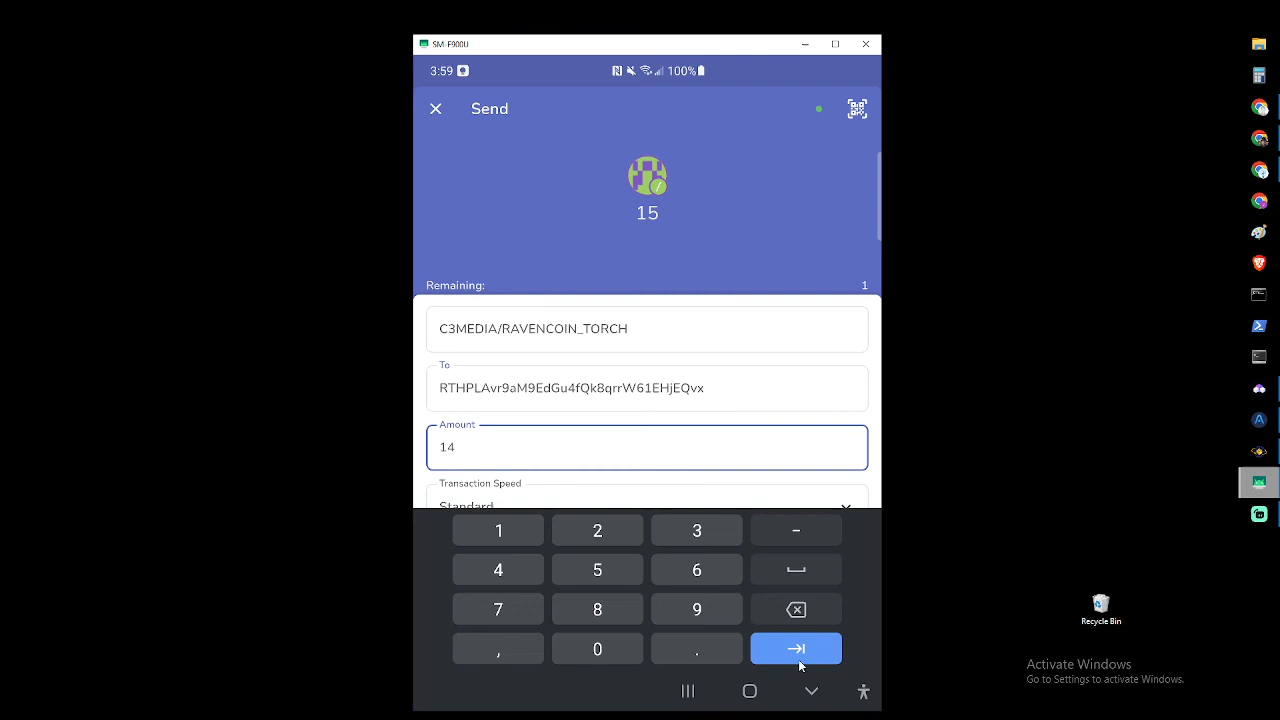 SM-F900U
3:59
100%
Send
15
Remaining: 1
C3MEDIA/RAVENCOIN_TORCH
To
RTHPLAvr9aM9EdGu4fQk8qrrW61EHjEQvx
Amount
14
Transaction Speed
Standard
1 2 3 -
4 5 6
7 8 9
, 0 .
Recycle Bin
Activate Windows
Go to Settings to activate Windows.